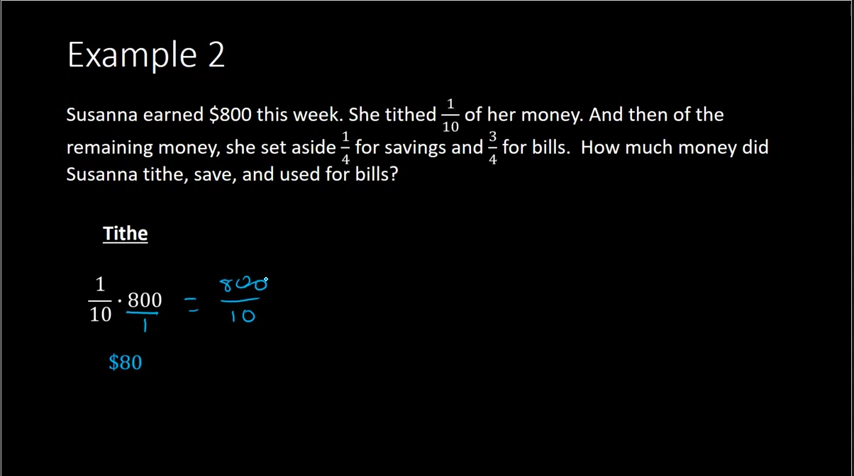 Example 2
Susanna earned $800 this week. She tithed 1/10 of her money. And then of the
remaining money, she set aside 1/4 for savings and 3/4 for bills.  How much money did
Susanna tithe, save, and used for bills?
Tithe
1/10 · 800/1 = 800/10
$80